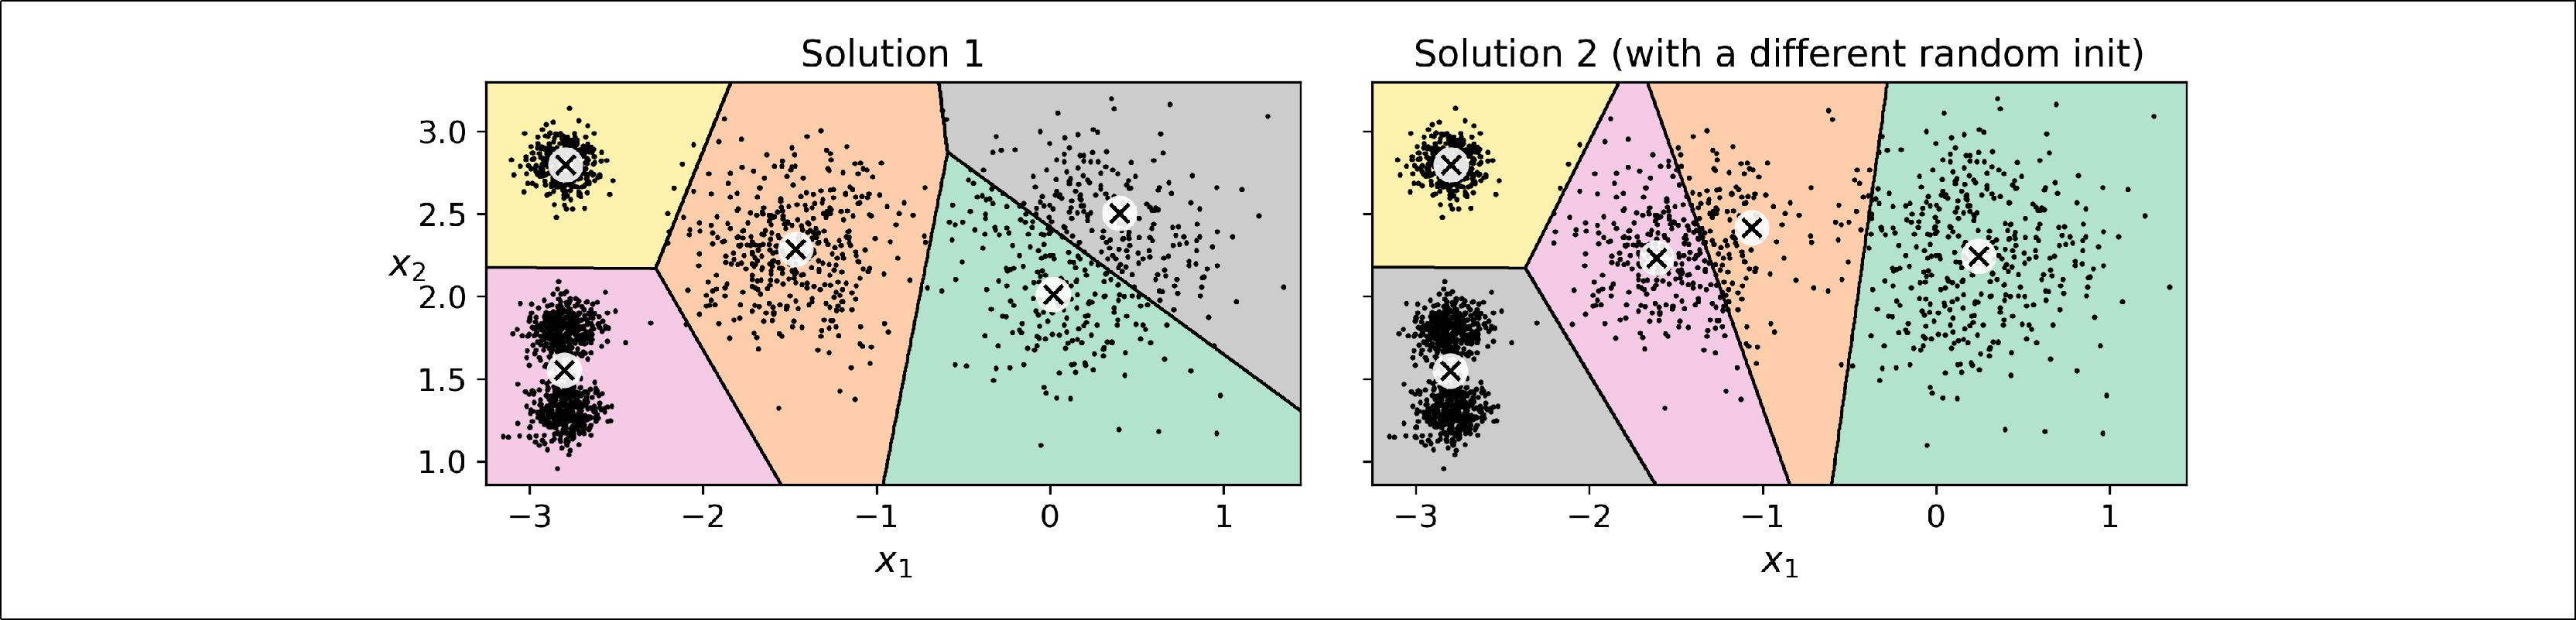 Solution 1
Solution 2 (with a different random init)
x₂
3.0
2.5
2.0
1.5
1.0
−3 −2 −1 0 1
−3 −2 −1 0 1
x₁
x₁